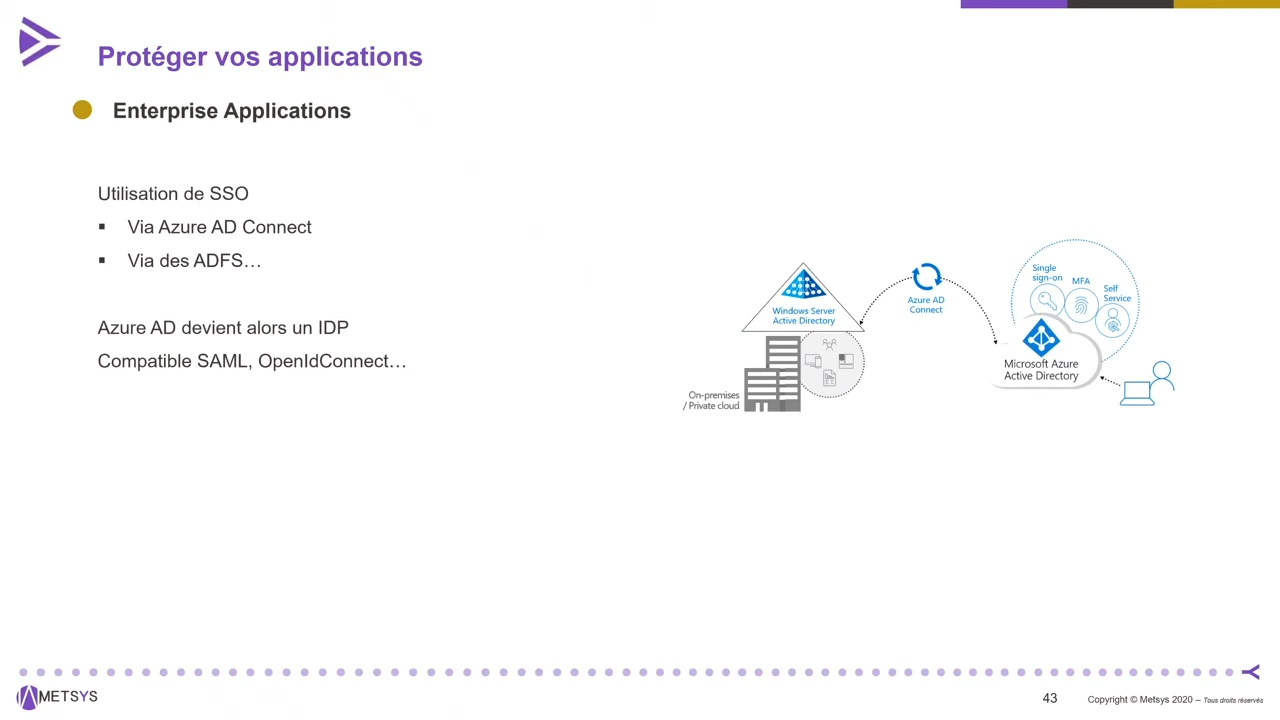 Protéger vos applications
Enterprise Applications
Utilisation de SSO
▪ Via Azure AD Connect
▪ Via des ADFS…
Azure AD devient alors un IDP
Compatible SAML, OpenIdConnect…
Windows Server
Active Directory
On-premises
/ Private cloud
Azure AD
Connect
Single
sign-on
MFA
Self
Service
Microsoft Azure
Active Directory
METSYS
43
Copyright © Metsys 2020 – Tous droits réservés